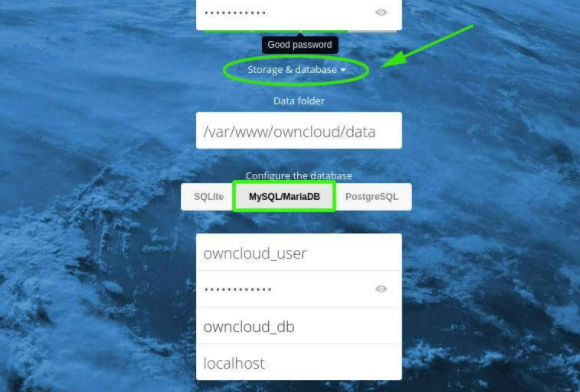 •••••••••••
Good password
Storage & database
Data folder
/var/www/owncloud/data
Configure the database
SQLite MySQL/MariaDB PostgreSQL
owncloud_user
••••••••••••
owncloud_db
localhost